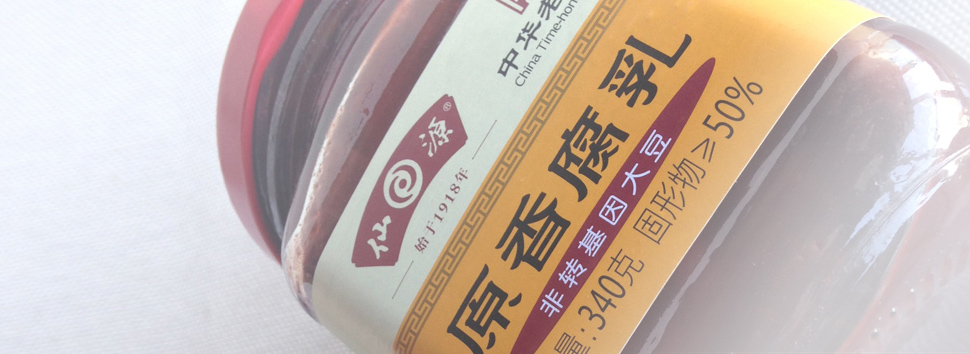 中华老
China Time-hon
仙源®
始于1918年
原香腐乳
非转基因大豆
量:340克 固形物≥50%